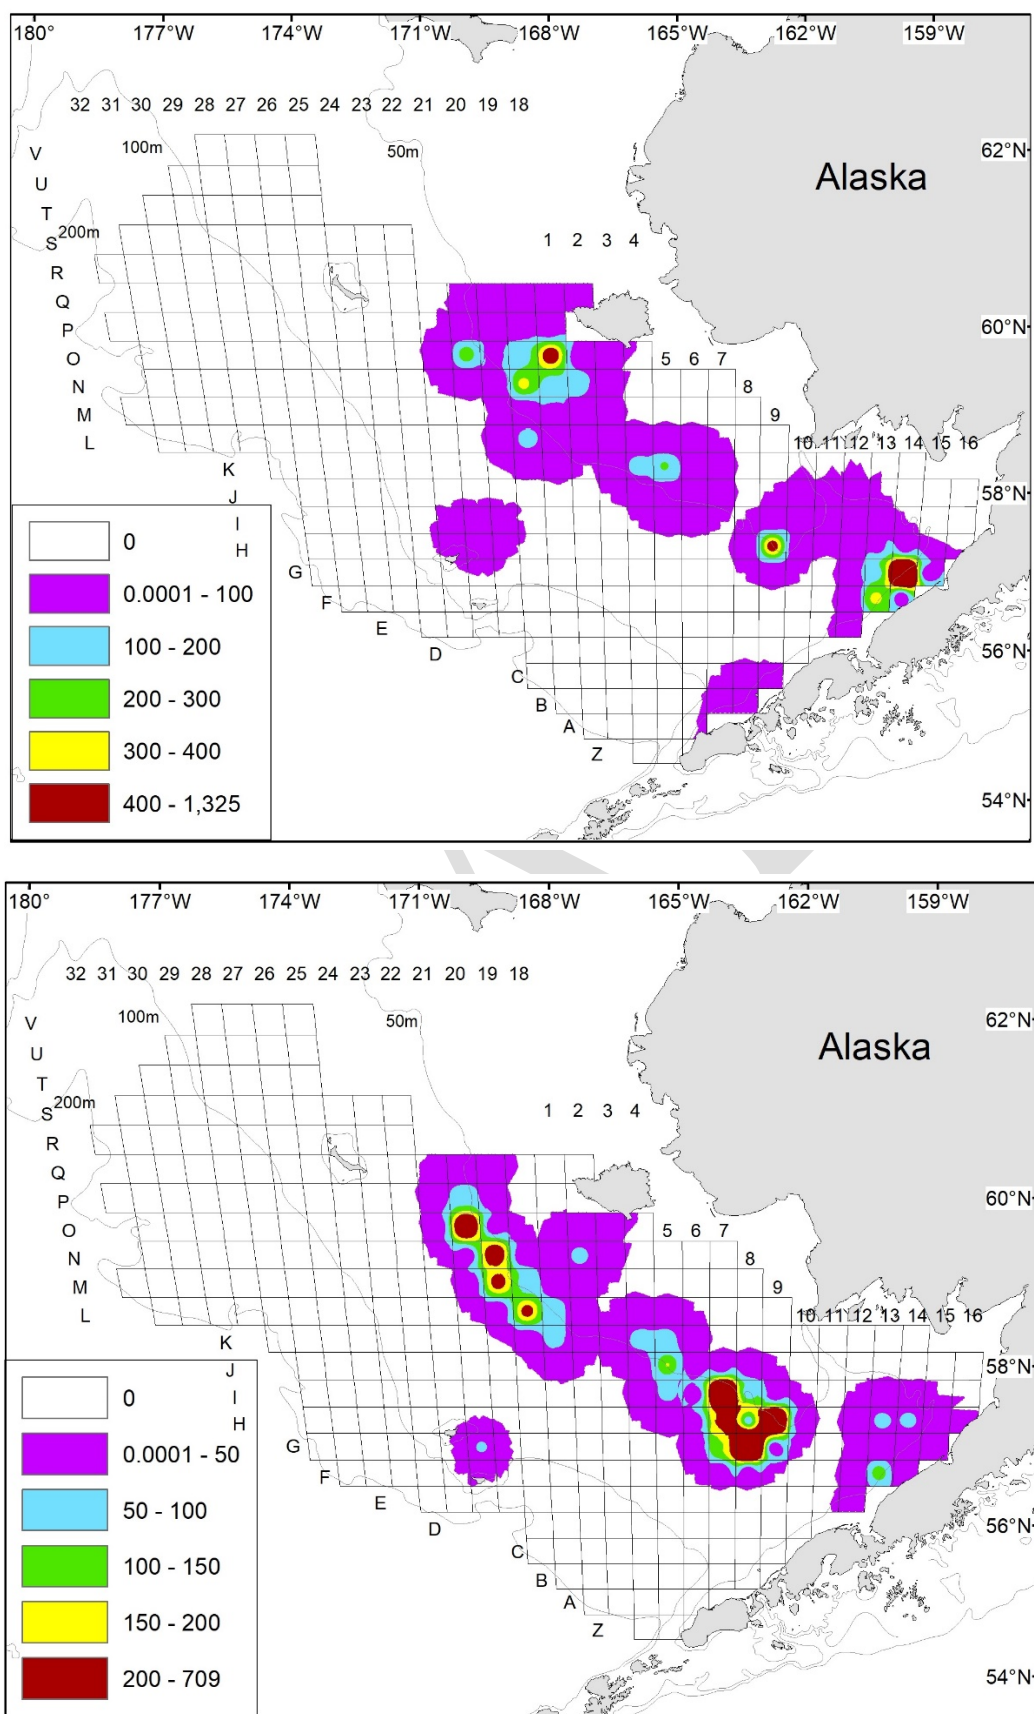 180° 177°W 174°W 171°W 168°W 165°W 162°W 159°W
32 31 30 29 28 27 26 25 24 23 22 21 20 19 18
100m 50m 62°N
V
Alaska
U
T
S 200m 1 2 3 4
R
Q
P 60°N
O 5 6 7
N 8
M 9
L 10 11 12 13 14 15 16
K
J 58°N
I
H
G
F
E
D 56°N
C
B
A
Z
54°N
0
0.0001 - 100
100 - 200
200 - 300
300 - 400
400 - 1,325
180° 177°W 174°W 171°W 168°W 165°W 162°W 159°W
32 31 30 29 28 27 26 25 24 23 22 21 20 19 18
100m 50m 62°N
V
Alaska
U
T
S 200m 1 2 3 4
R
Q
P 60°N
O 5 6 7
N 8
M 9
L 10 11 12 13 14 15 16
K
J 58°N
I
H
G
F
E
D 56°N
C
B
A
Z
54°N
0
0.0001 - 50
50 - 100
100 - 150
150 - 200
200 - 709